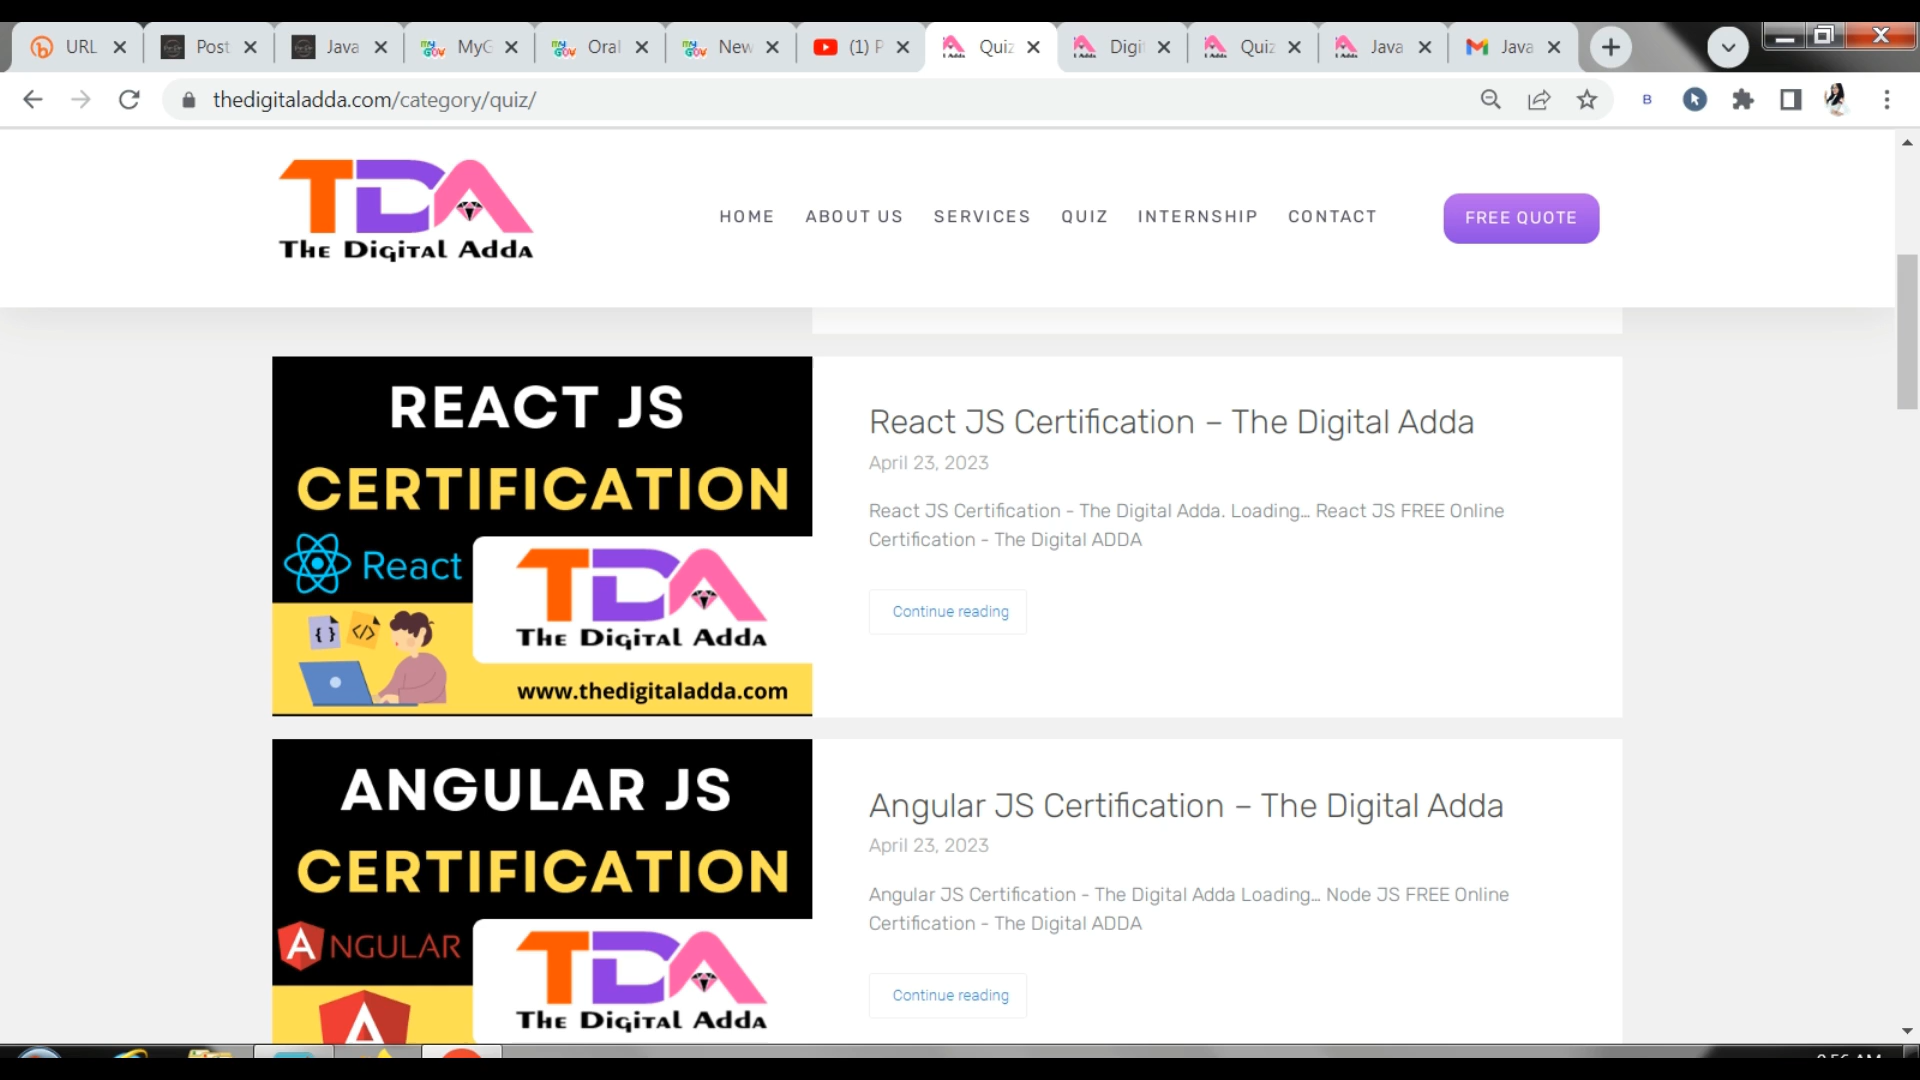 URL
Post
Java
MyG
Oral
New
(1) P
Quiz
Digi
Quiz
Java
Java
thedigitaladda.com/category/quiz/
B
TDA
The Digital Adda
HOME
ABOUT US
SERVICES
QUIZ
INTERNSHIP
CONTACT
FREE QUOTE
REACT JS
CERTIFICATION
React
{ }
</>
TDA
The Digital Adda
www.thedigitaladda.com
React JS Certification – The Digital Adda
April 23, 2023
React JS Certification - The Digital Adda. Loading… React JS FREE Online
Certification - The Digital ADDA
Continue reading
ANGULAR JS
CERTIFICATION
ANGULAR
TDA
The Digital Adda
Angular JS Certification – The Digital Adda
April 23, 2023
Angular JS Certification - The Digital Adda Loading… Node JS FREE Online
Certification - The Digital ADDA
Continue reading